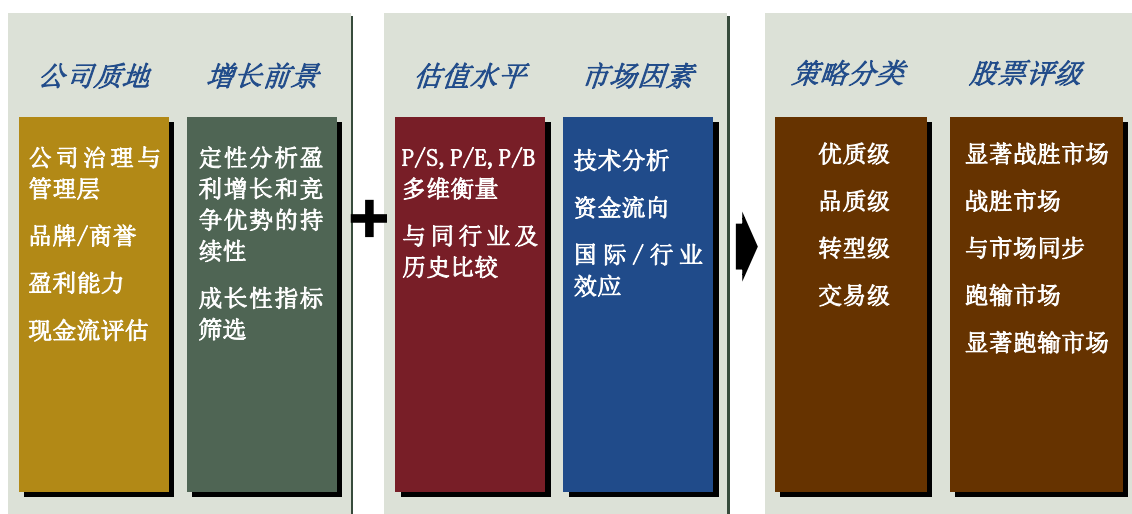 公司质地
公司治理与
管理层
品牌/商誉
盈利能力
现金流评估
增长前景
定性分析盈
利增长和竞
争优势的持
续性
成长性指标
筛选
估值水平
P/S,P/E,P/B
多维衡量
与同行业及
历史比较
市场因素
技术分析
资金流向
国际/行业
效应
策略分类
优质级
品质级
转型级
交易级
股票评级
显著战胜市场
战胜市场
与市场同步
跑输市场
显著跑输市场